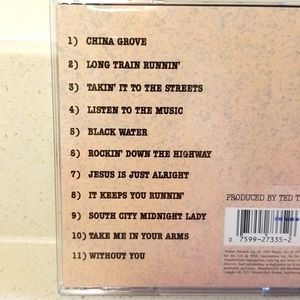 1) CHINA GROVE
2) LONG TRAIN RUNNIN'
3) TAKIN' IT TO THE STREETS
4) LISTEN TO THE MUSIC
5) BLACK WATER
6) ROCKIN' DOWN THE HIGHWAY
7) JESUS IS JUST ALRIGHT
8) IT KEEPS YOU RUNNIN'
9) SOUTH CITY MIDNIGHT LADY
10) TAKE ME IN YOUR ARMS
11) WITHOUT YOU
PRODUCED BY TED T
0 7599-27335-2